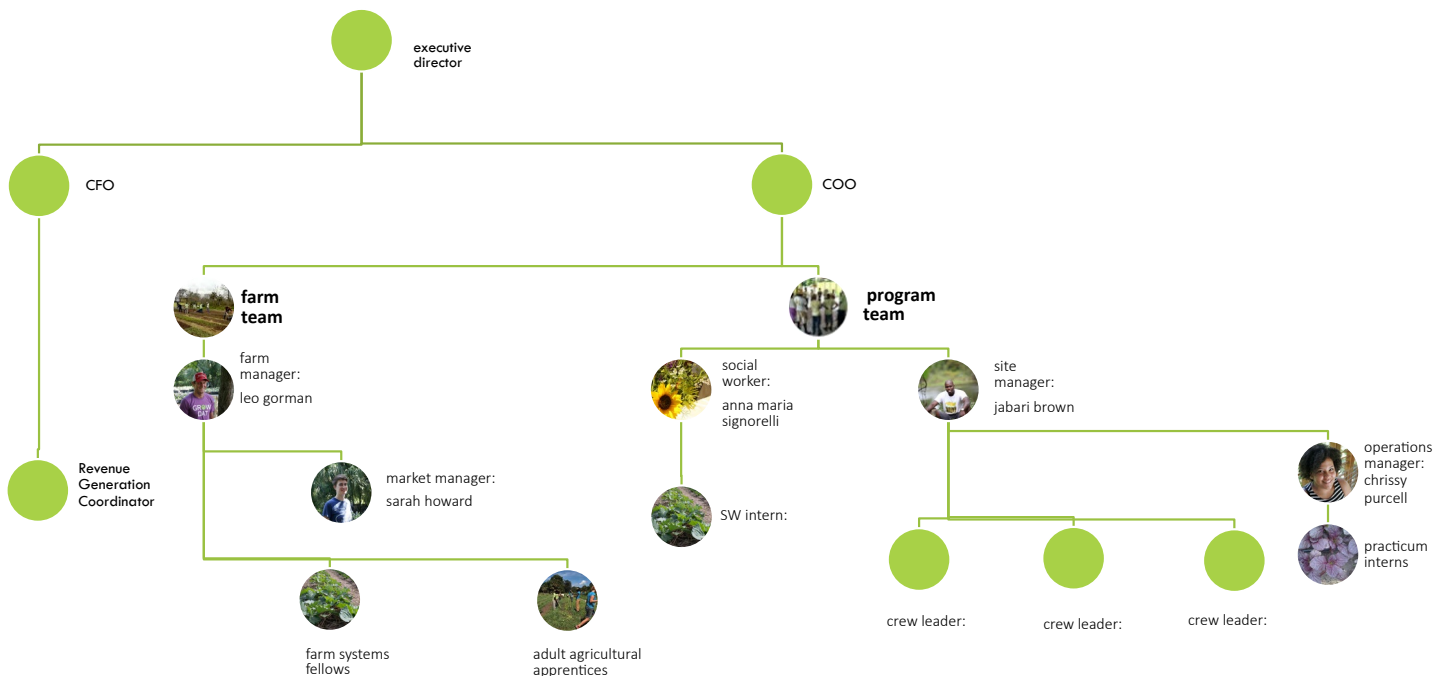 executive
director
CFO
COO
farm
team
program
team
farm
manager:
leo gorman
social
worker:
anna maria
signorelli
site
manager:
jabari brown
operations
manager:
chrissy
purcell
Revenue
Generation
Coordinator
market manager:
sarah howard
SW intern:
practicum
interns
crew leader:
crew leader:
crew leader:
farm systems
fellows
adult agricultural
apprentices